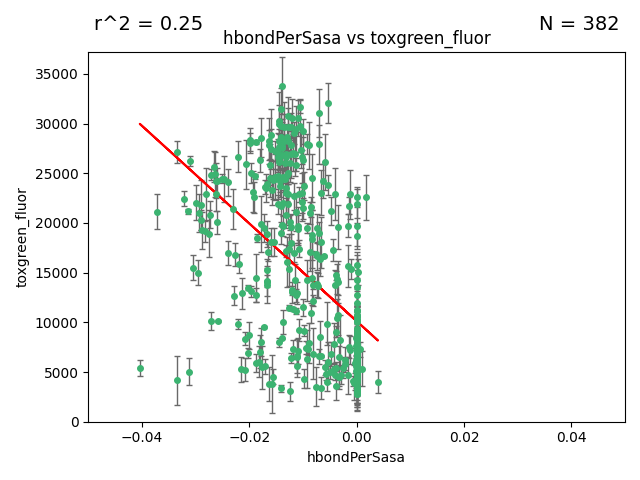 r^2 = 0.25
N = 382
hbondPerSasa vs toxgreen_fluor
35000
30000
25000
20000
15000
10000
5000
0
toxgreen_fluor
−0.04
−0.02
0.00
0.02
0.04
hbondPerSasa